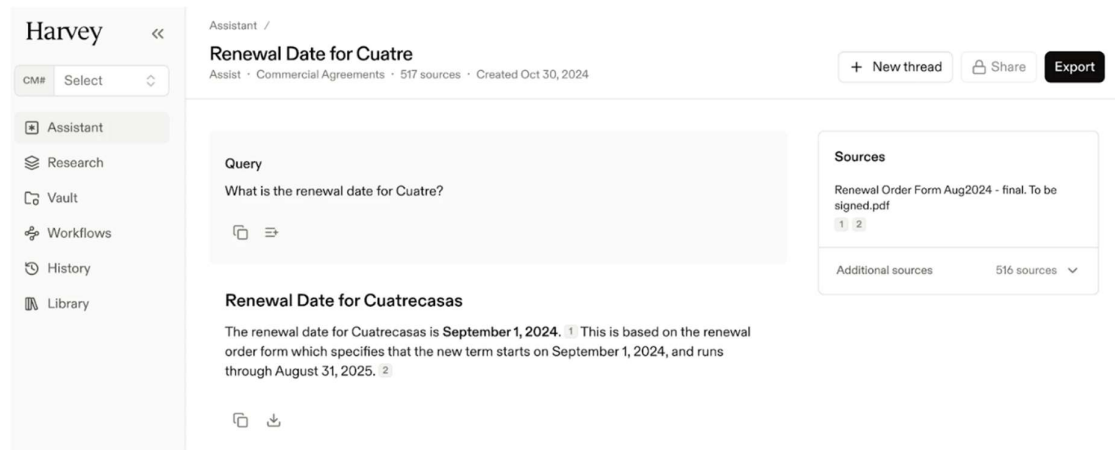 Harvey
CM# Select
Assistant
Research
Vault
Workflows
History
Library
Assistant /
Renewal Date for Cuatre
Assist · Commercial Agreements · 517 sources · Created Oct 30, 2024
+ New thread
Share
Export
Query
What is the renewal date for Cuatre?
Renewal Date for Cuatrecasas
The renewal date for Cuatrecasas is September 1, 2024. 1 This is based on the renewal
order form which specifies that the new term starts on September 1, 2024, and runs
through August 31, 2025. 2
Sources
Renewal Order Form Aug2024 - final. To be
signed.pdf
1 2
Additional sources 516 sources